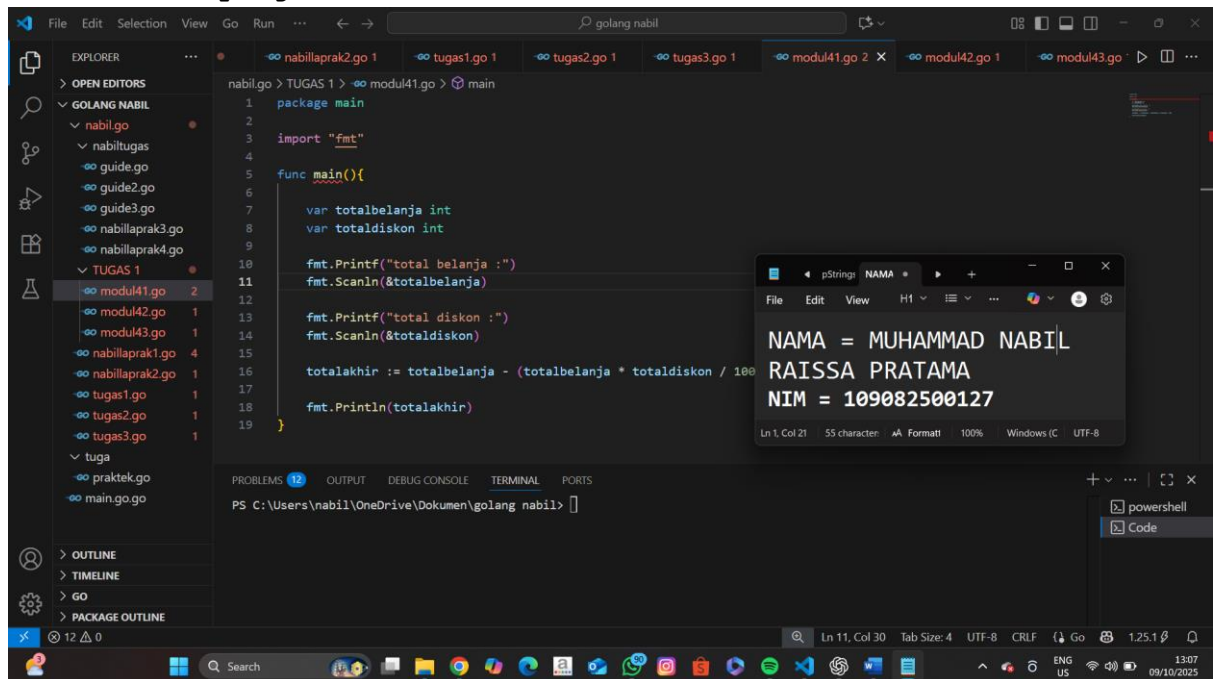 File Edit Selection View Go Run ... golang nabil
EXPLORER ...
nabillaprak2.go 1 tugas1.go 1 tugas2.go 1 tugas3.go 1 modul41.go 2 modul42.go 1 modul43.go
> OPEN EDITORS
GOLANG NABIL
nabil.go
nabiltugas
guide.go
guide2.go
guide3.go
nabillaprak3.go
nabillaprak4.go
TUGAS 1
modul41.go 2
modul42.go 1
modul43.go 1
nabillaprak1.go 4
nabillaprak2.go 1
tugas1.go 1
tugas2.go 1
tugas3.go 1
tuga
praktek.go
main.go.go
> OUTLINE
> TIMELINE
> GO
> PACKAGE OUTLINE
nabil.go > TUGAS 1 > modul41.go > main
1 package main
2
3 import "fmt"
4
5 func main(){
6
7 var totalbelanja int
8 var totaldiskon int
9
10 fmt.Printf("total belanja :")
11 fmt.Scanln(&totalbelanja)
12
13 fmt.Printf("total diskon :")
14 fmt.Scanln(&totaldiskon)
15
16 totalakhir := totalbelanja - (totalbelanja * totaldiskon / 100
17
18 fmt.Println(totalakhir)
19 }
pStrings NAMA
File Edit View H1 ...
NAMA = MUHAMMAD NABIL
RAISSA PRATAMA
NIM = 109082500127
Ln 1, Col 21 55 character Formatt 100% Windows (C UTF-8
PROBLEMS 12 OUTPUT DEBUG CONSOLE TERMINAL PORTS
PS C:\Users\nabil\OneDrive\Dokumen\golang nabil>
powershell
Code
12 0 Ln 11, Col 30 Tab Size: 4 UTF-8 CRLF Go 1.25.1
3 Search 90 ENG US 13:07 09/10/2025